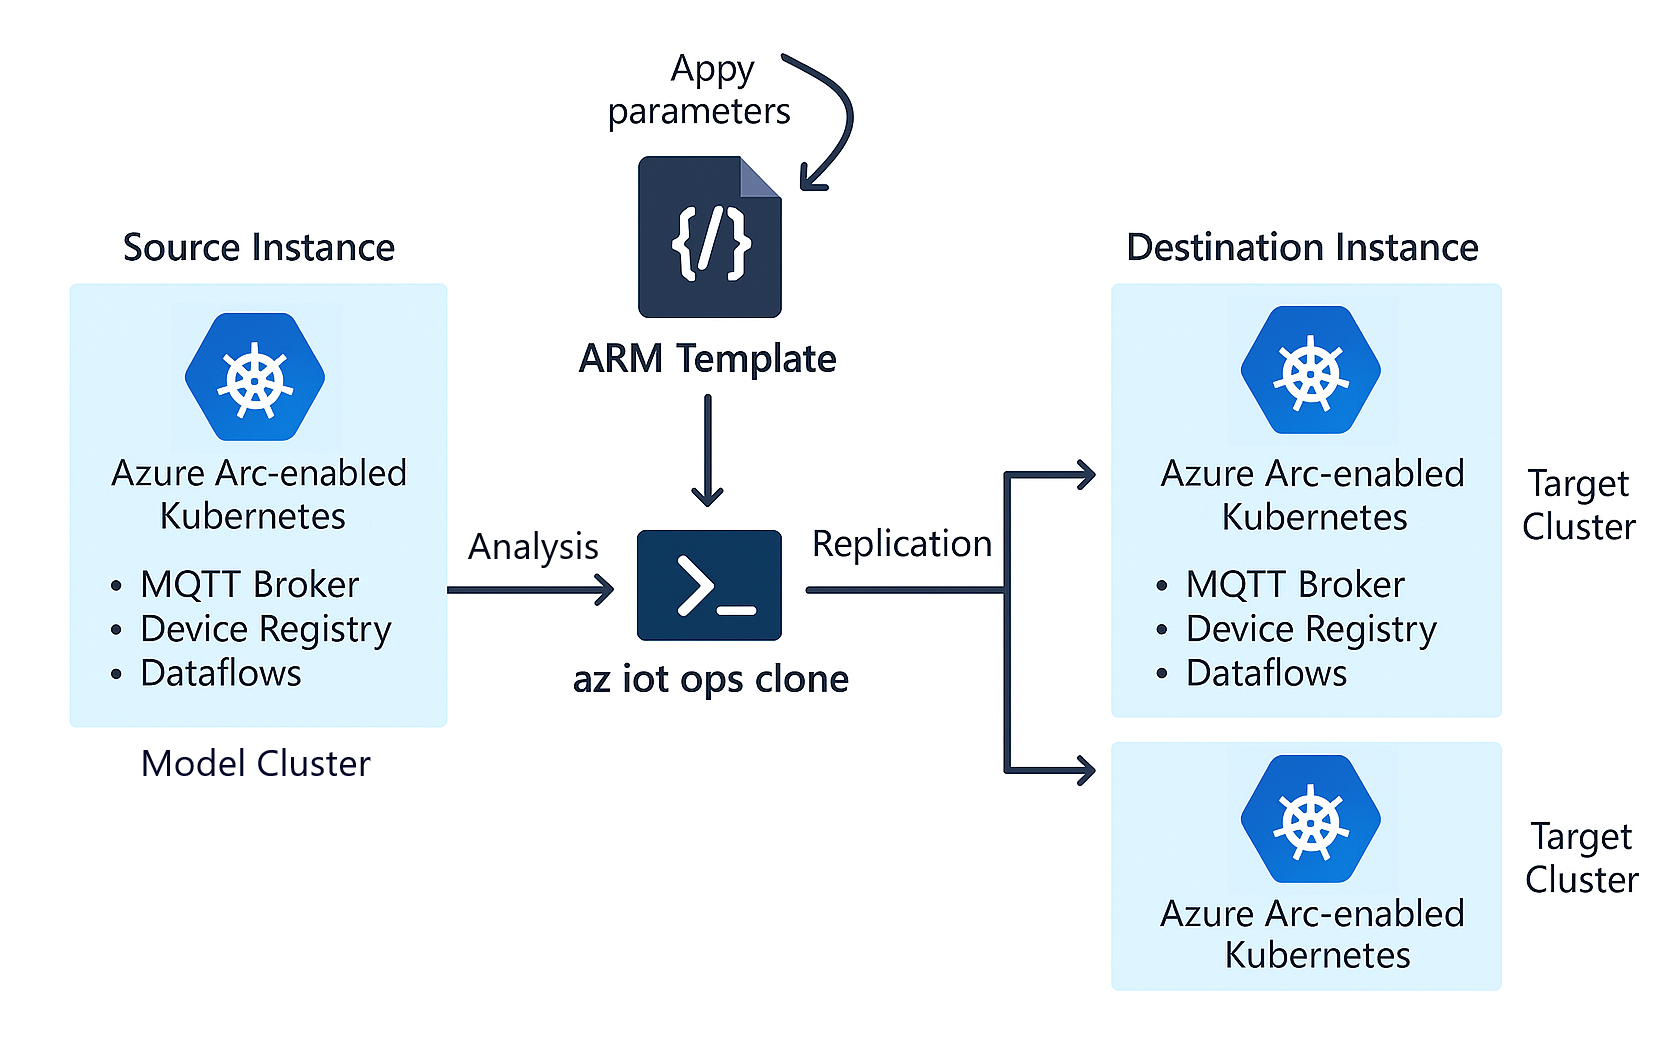 Appy
parameters
{/}
ARM Template
Source Instance
Azure Arc-enabled
Kubernetes
• MQTT Broker
• Device Registry
• Dataflows
Model Cluster
Analysis
>_
az iot ops clone
Replication
Destination Instance
Azure Arc-enabled
Kubernetes
• MQTT Broker
• Device Registry
• Dataflows
Target
Cluster
Azure Arc-enabled
Kubernetes
Target
Cluster